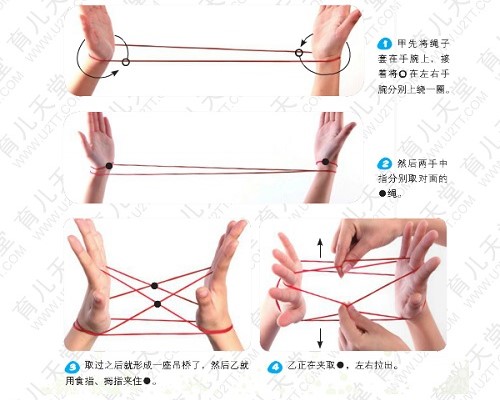 1 甲先将绳子
套在手腕上，接
着将○在左右手
腕分别上绕一圈。
2 然后两手中
指分别取对面的
●绳。
3 取过之后就形成一座吊桥了，然后乙就
用食指、拇指夹住●。
4 乙正在夹取●，左右拉出。
育儿天堂
WWW.U2TT.COM